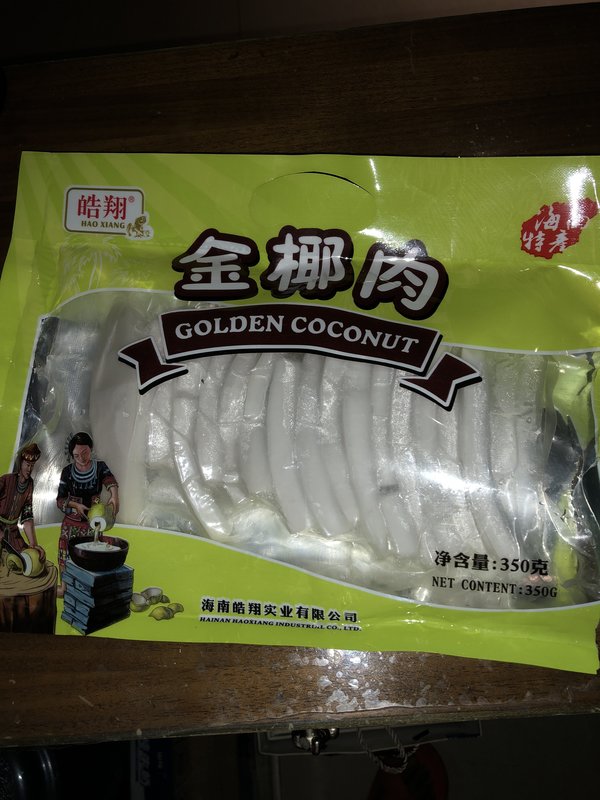 皓翔®
HAO XIANG
海南
特产
金椰肉
GOLDEN COCONUT
净含量:350克
NET CONTENT:350G
海南皓翔实业有限公司
HAINAN HAOXIANG INDUSTRIAL CO., LTD.